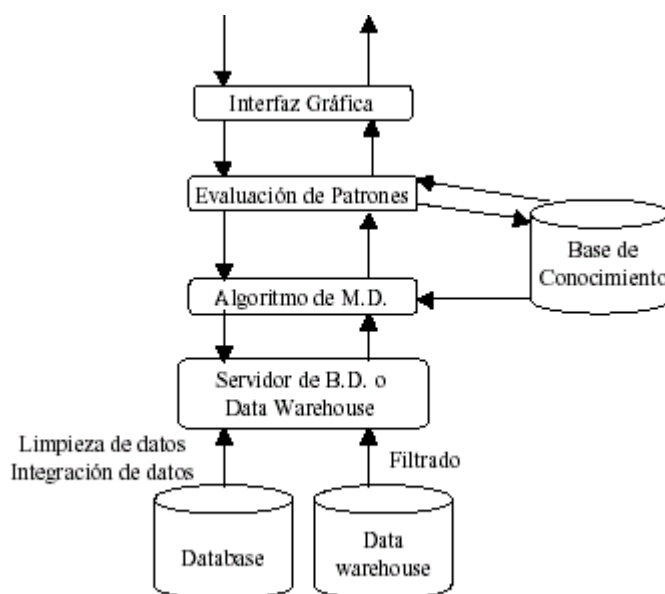 Interfaz Gráfica
Evaluación de Patrones
Base de
Conocimiento
Algoritmo de M.D.
Servidor de B.D. o
Data Warehouse
Limpieza de datos
Integración de datos
Filtrado
Database
Data
warehouse